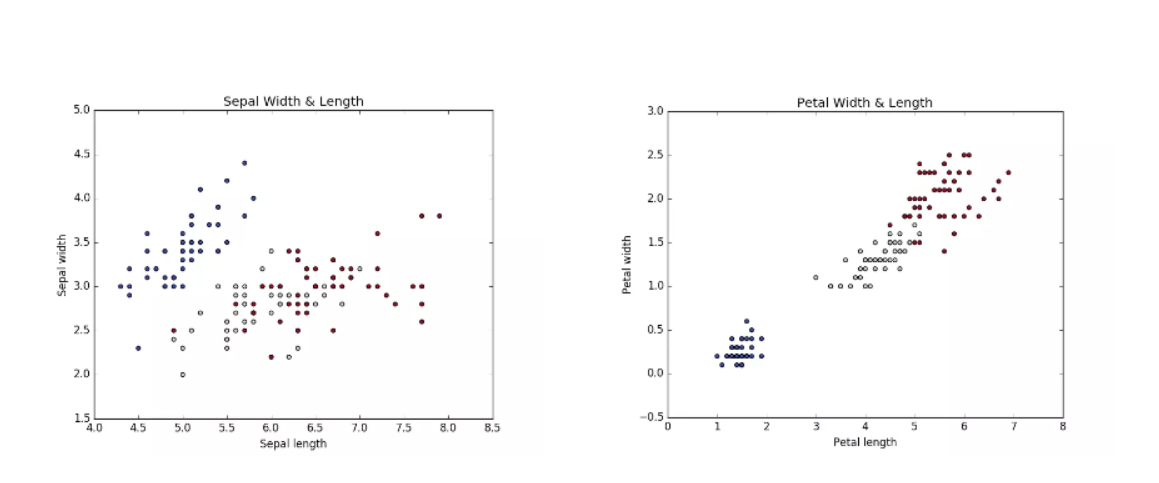 Sepal Width & Length
5.0
4.5
4.0
3.5
3.0
2.5
2.0
1.5
Sepal width
4.0 4.5 5.0 5.5 6.0 6.5 7.0 7.5 8.0 8.5
Sepal length
Petal Width & Length
3.0
2.5
2.0
1.5
1.0
0.5
0.0
−0.5
Petal width
0 1 2 3 4 5 6 7 8
Petal length